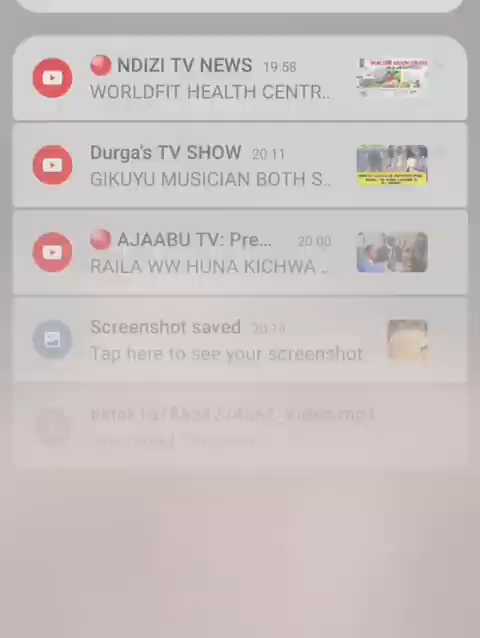 NDIZI TV NEWS 19:58
WORLDFIT HEALTH CENTR..
Durga's TV SHOW 20:11
GIKUYU MUSICIAN BOTH S..
AJAABU TV: Pre... 20:00
RAILA WW HUNA KICHWA ..
Screenshot saved 20:14
Tap here to see your screenshot